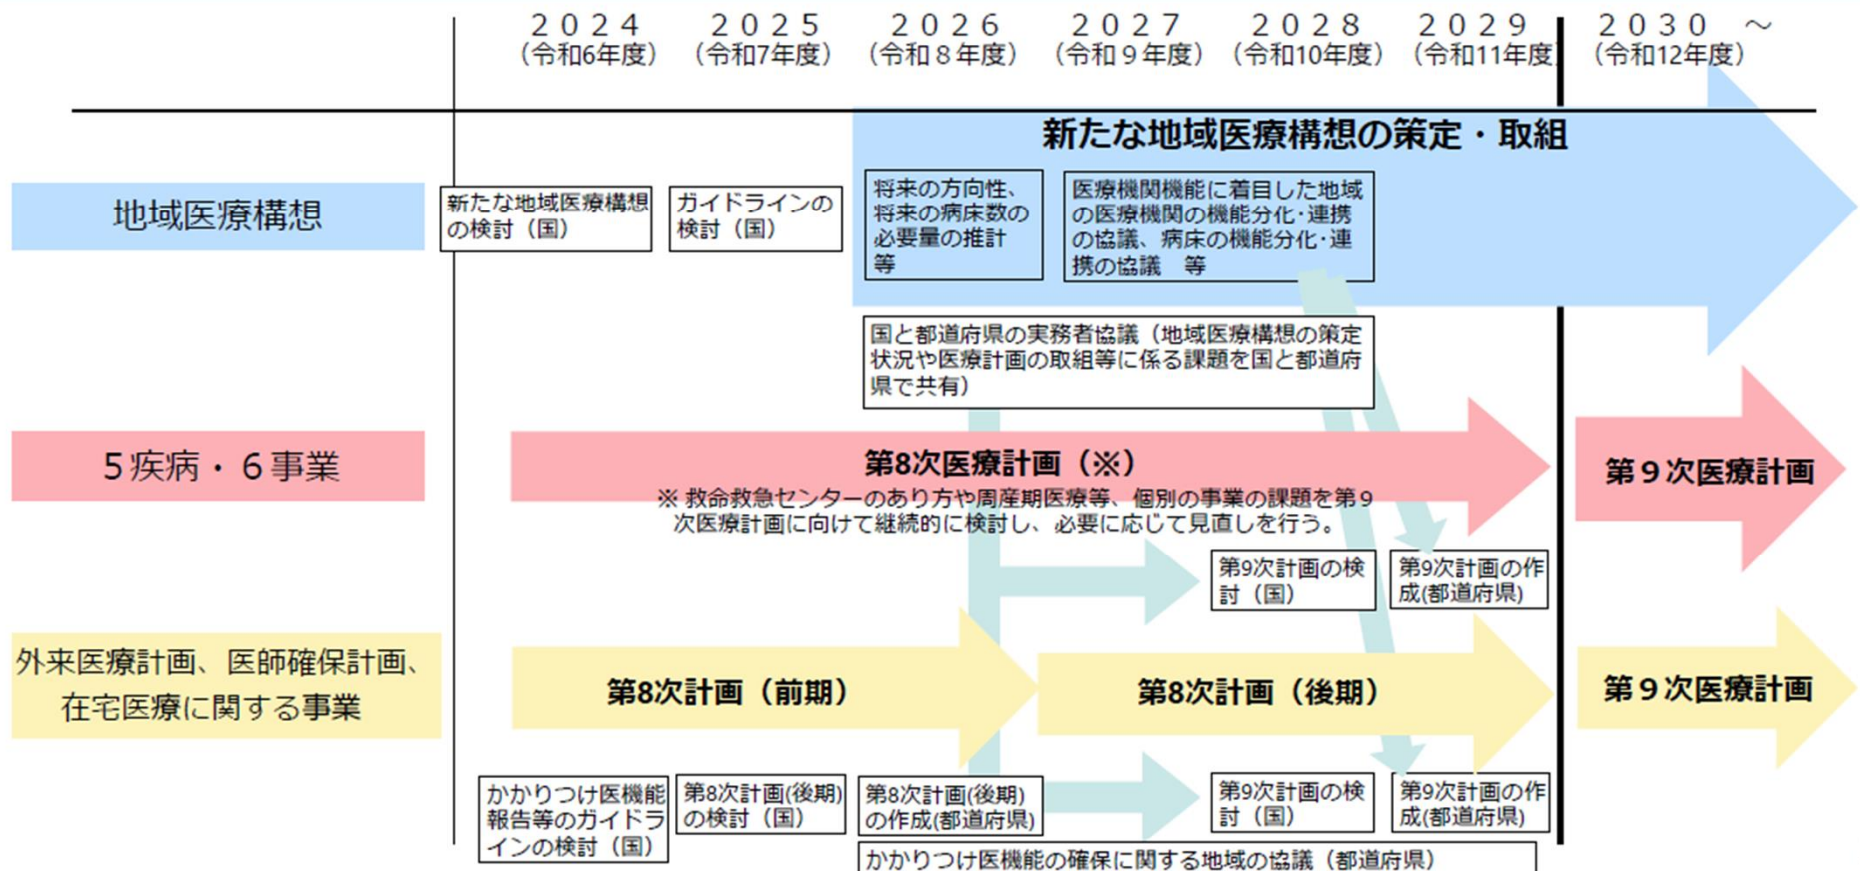 ２０２４ ２０２５ ２０２６ ２０２７ ２０２８ ２０２９ ２０３０ ～
（令和6年度） （令和7年度） （令和８年度） （令和９年度） （令和10年度） （令和11年度） （令和12年度）
新たな地域医療構想の策定・取組
地域医療構想
新たな地域医療構想
の検討（国）
ガイドラインの
検討（国）
将来の方向性、
将来の病床数の
必要量の推計
等
医療機関機能に着目した地域
の医療機関の機能分化･連携
の協議、病床の機能分化･連
携の協議　等
国と都道府県の実務者協議（地域医療構想の策定
状況や医療計画の取組等に係る課題を国と都道府
県で共有）
５疾病・６事業
第8次医療計画（※）
※ 救命救急センターのあり方や周産期医療等、個別の事業の課題を第９
次医療計画に向けて継続的に検討し、必要に応じて見直しを行う。
第９次医療計画
第9次計画の検
討（国）
第9次計画の作
成(都道府県)
外来医療計画、医師確保計画、
在宅医療に関する事業
第8次計画（前期）
第8次計画（後期）
第９次医療計画
かかりつけ医機能
報告等のガイドラ
インの検討（国）
第8次計画(後期)
の検討（国）
第8次計画(後期)
の作成(都道府県)
第9次計画の検
討（国）
第9次計画の作
成(都道府県)
かかりつけ医機能の確保に関する地域の協議（都道府県）